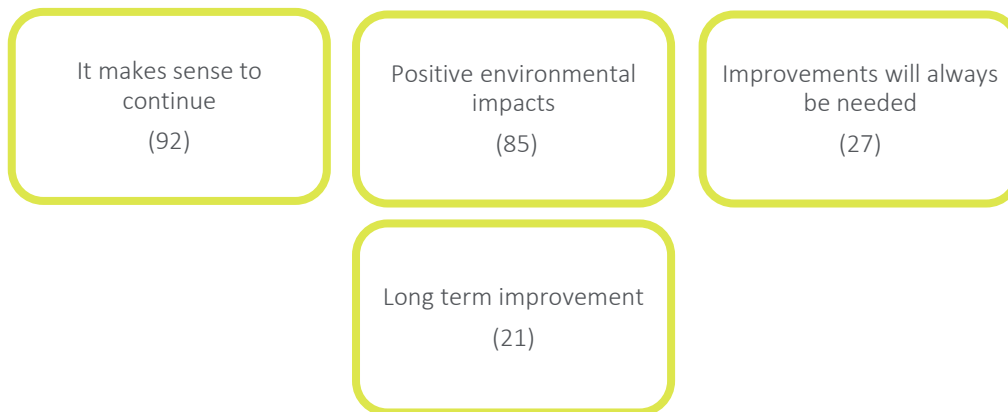 It makes sense to
continue
(92)
Positive environmental
impacts
(85)
Improvements will always
be needed
(27)
Long term improvement
(21)